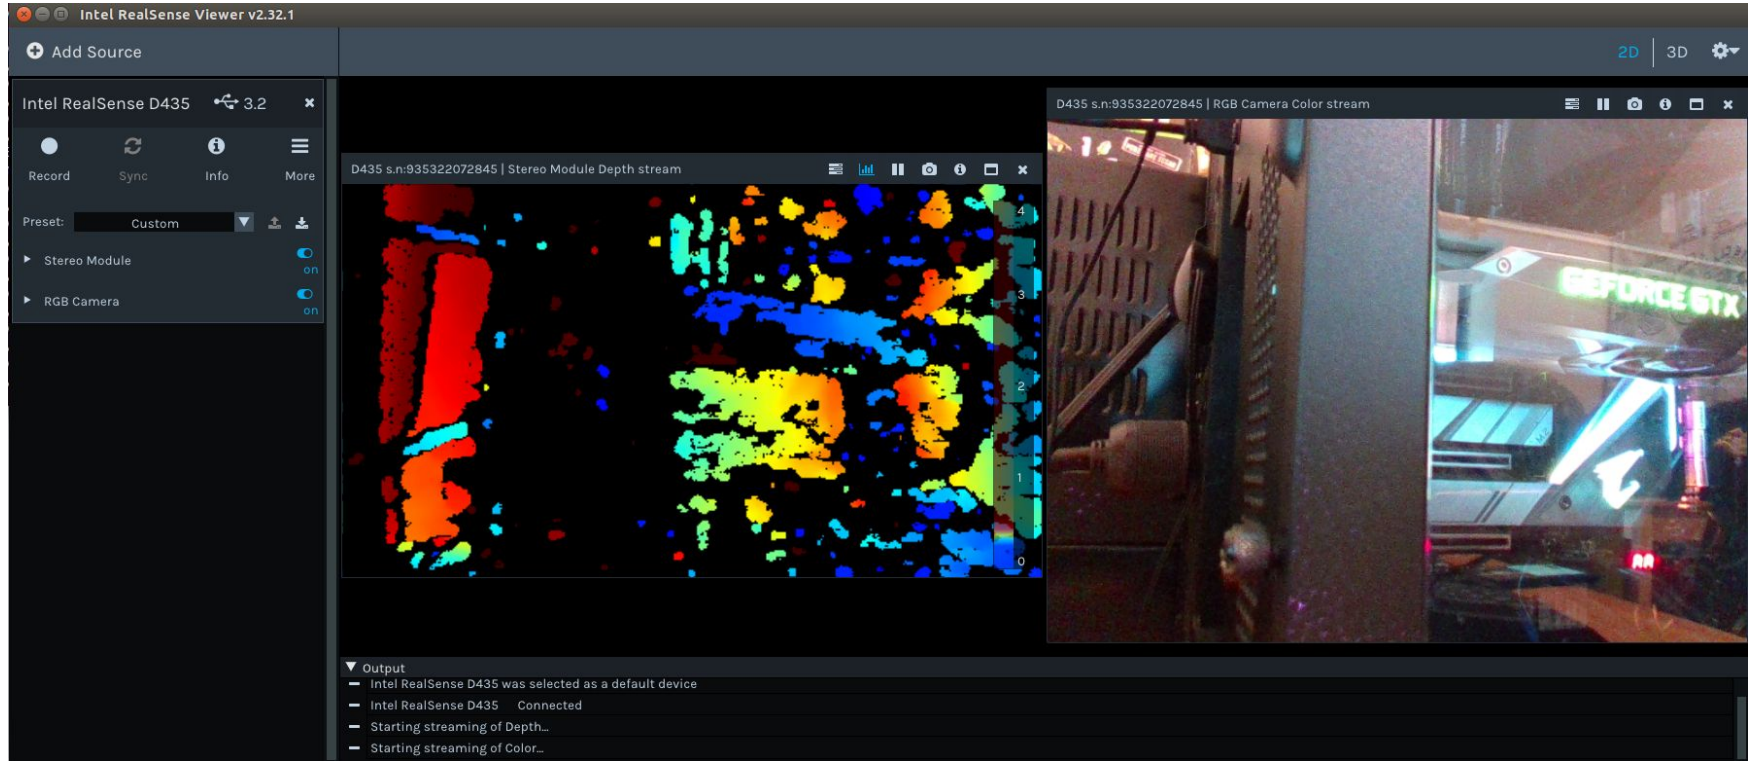 Intel RealSense Viewer v2.32.1
Add Source
2D
3D
Intel RealSense D435
3.2
Record
Sync
Info
More
Preset:
Custom
Stereo Module
on
RGB Camera
on
D435 s.n:935322072845 | Stereo Module Depth stream
4
3
2
1
0
D435 s.n:935322072845 | RGB Camera Color stream
GEFORCE GTX
Output
Intel RealSense D435 was selected as a default device
Intel RealSense D435 Connected
Starting streaming of Depth...
Starting streaming of Color...